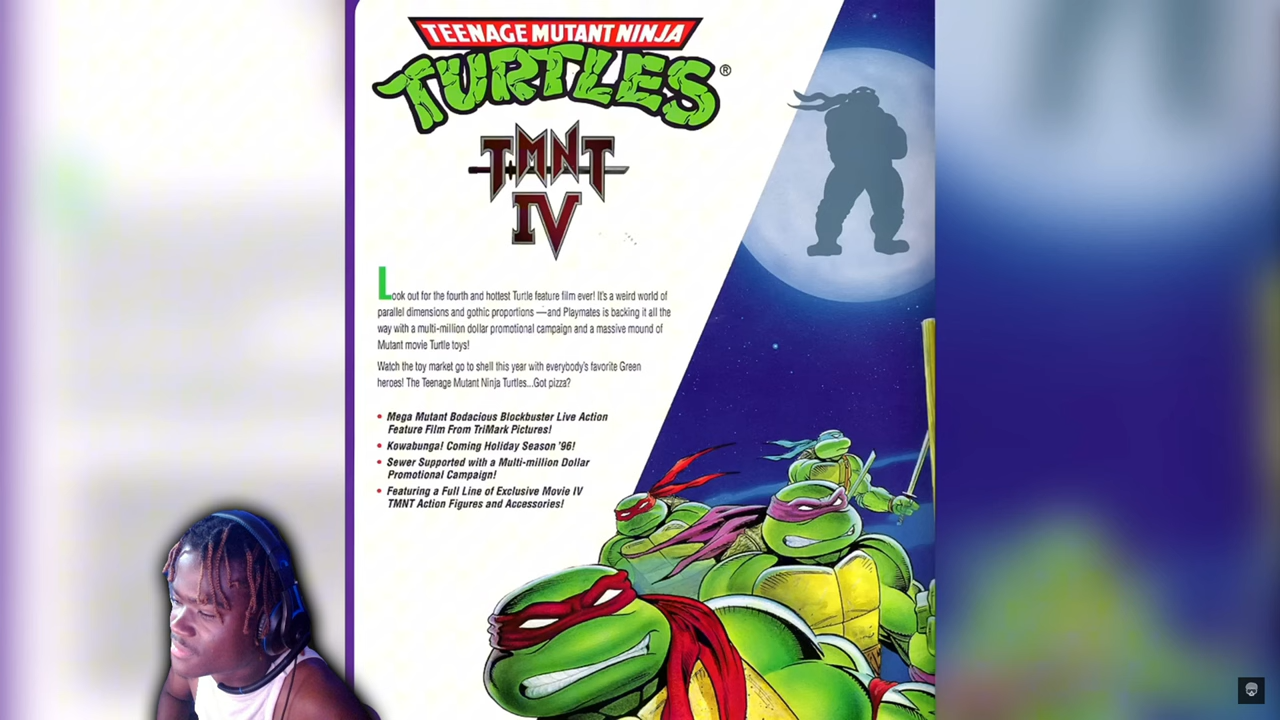 TEENAGE MUTANT NINJA
TURTLES®
TMNT
IV
Look out for the fourth and hottest Turtle feature film ever! It's a weird world of
parallel dimensions and gothic proportions —and Playmates is backing it all the
way with a multi-million dollar promotional campaign and a massive mound of
Mutant movie Turtle toys!
Watch the toy market go to shell this year with everybody's favorite Green
heroes! The Teenage Mutant Ninja Turtles...Got pizza?
• Mega Mutant Bodacious Blockbuster Live Action
Feature Film From TriMark Pictures!
• Kowabunga! Coming Holiday Season '96!
• Sewer Supported with a Multi-million Dollar
Promotional Campaign!
• Featuring a Full Line of Exclusive Movie IV
TMNT Action Figures and Accessories!